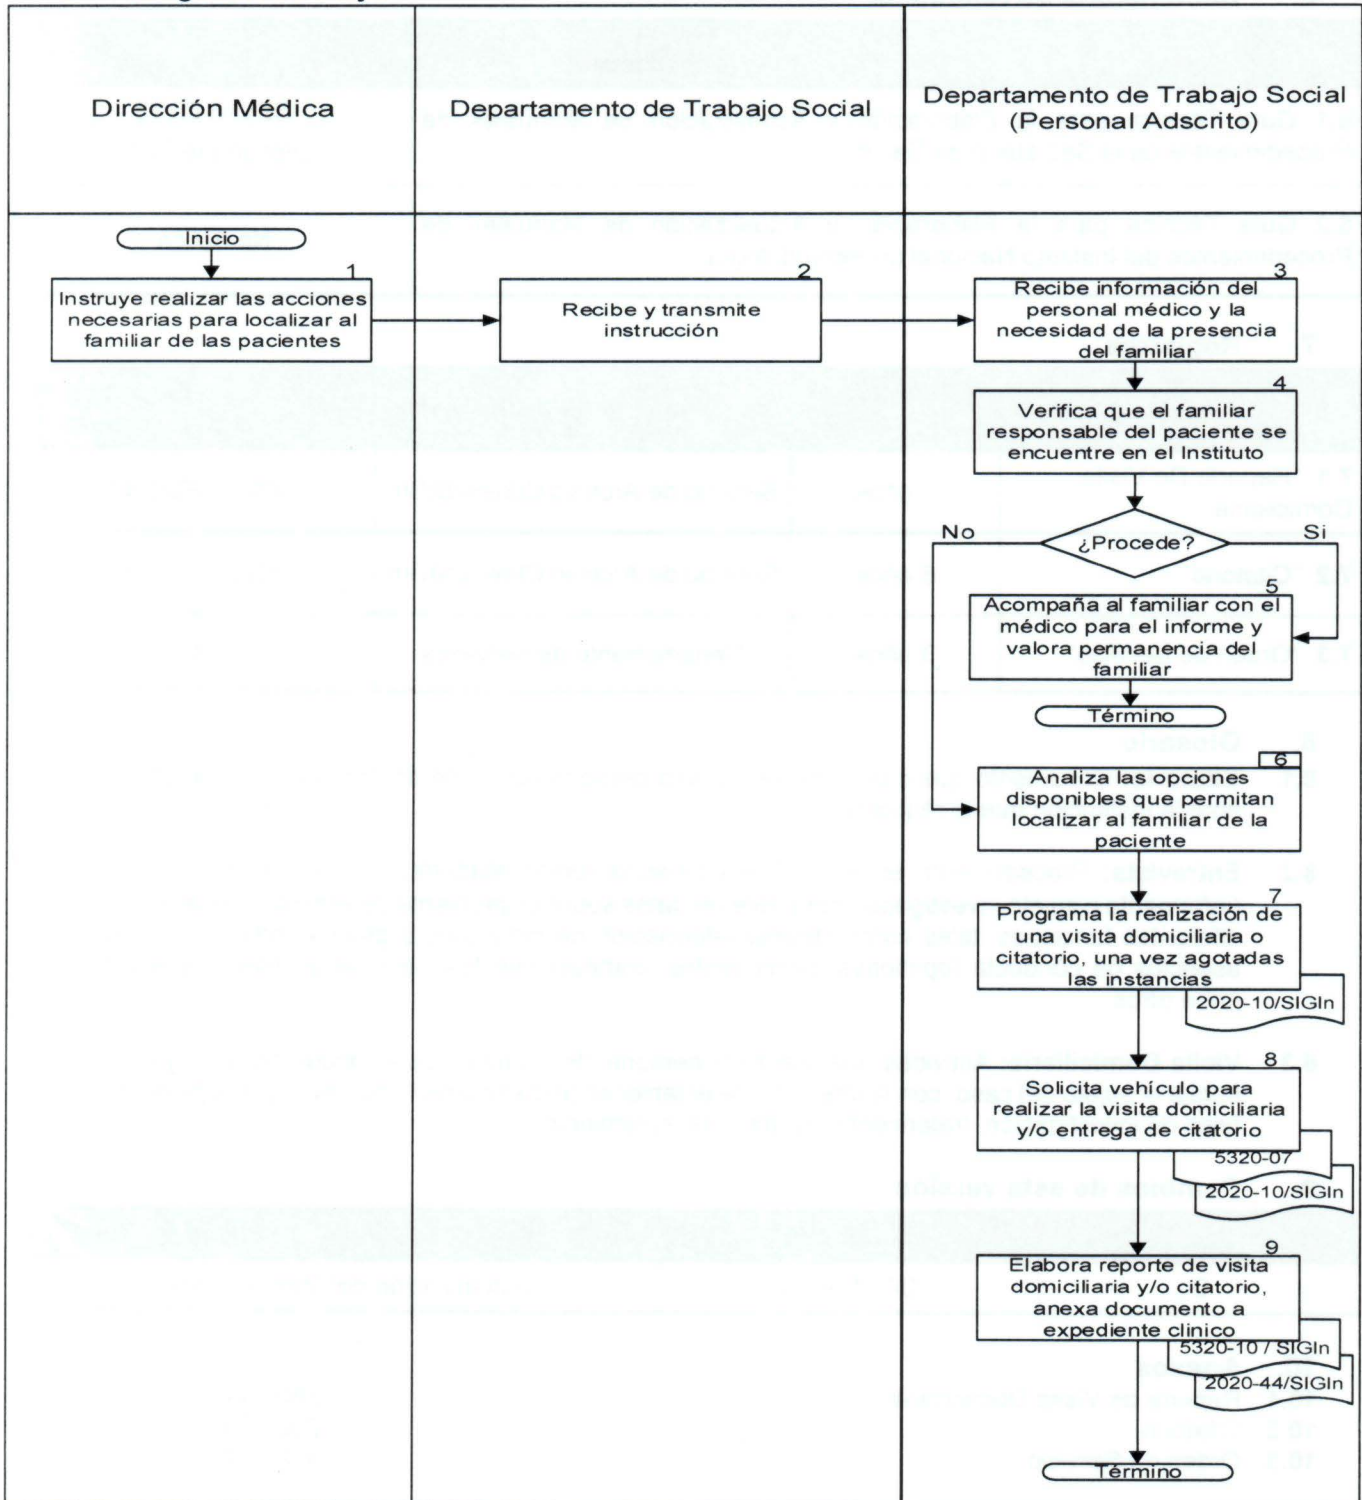 Dirección Médica
Departamento de Trabajo Social
Departamento de Trabajo Social
(Personal Adscrito)
Inicio
1
Instruye realizar las acciones
necesarias para localizar al
familiar de las pacientes
2
Recibe y transmite
instrucción
3
Recibe información del
personal médico y la
necesidad de la presencia
del familiar
4
Verifica que el familiar
responsable del paciente se
encuentre en el Instituto
No
¿Procede?
Si
5
Acompaña al familiar con el
médico para el informe y
valora permanencia del
familiar
Término
6
Analiza las opciones
disponibles que permitan
localizar al familiar de la
paciente
7
Programa la realización de
una visita domiciliaria o
citatorio, una vez agotadas
las instancias
2020-10/SIGIn
8
Solicita vehículo para
realizar la visita domiciliaria
y/o entrega de citatorio
5320-07
2020-10/SIGIn
9
Elabora reporte de visita
domiciliaria y/o citatorio,
anexa documento a
expediente clinico
5320-10 / SIGIn
2020-44/SIGIn
Término